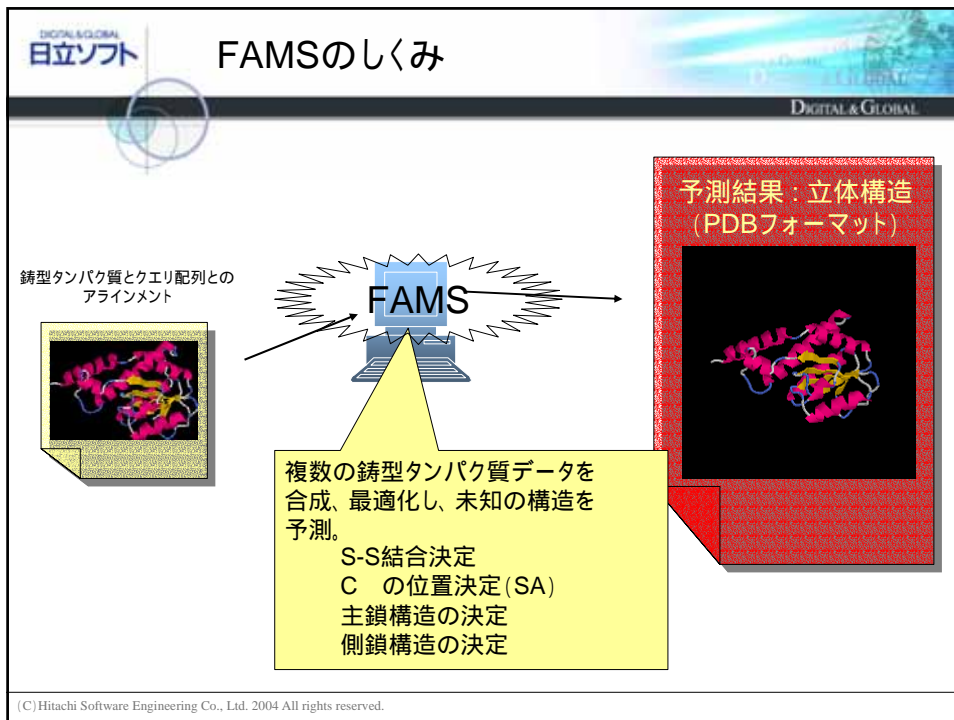 DIGITAL&GLOBAL
日立ソフト
FAMSのしくみ
DIGITAL & GLOBAL
鋳型タンパク質とクエリ配列との
アラインメント
FAMS
予測結果：立体構造
(PDBフォーマット)
複数の鋳型タンパク質データを
合成、最適化し、未知の構造を
予測。
S-S結合決定
C　の位置決定(SA)
主鎖構造の決定
側鎖構造の決定
(C)Hitachi Software Engineering Co., Ltd. 2004 All rights reserved.